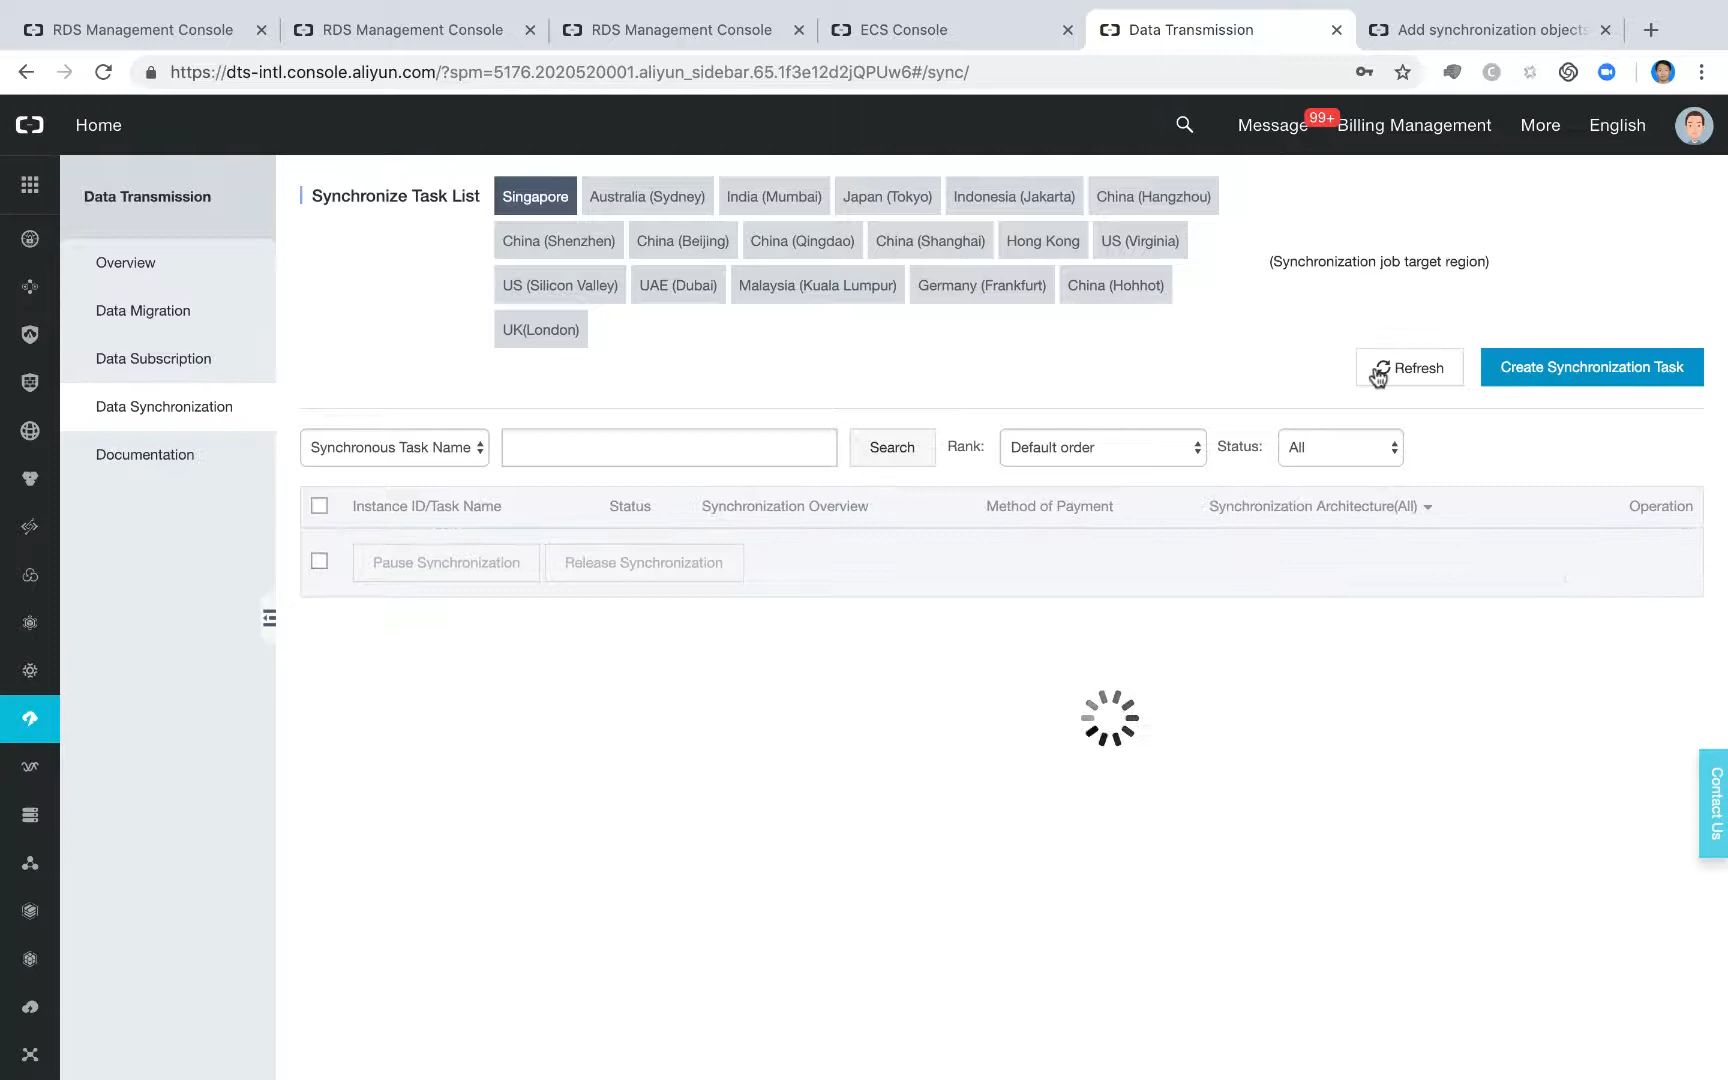 RDS Management Console
RDS Management Console
RDS Management Console
ECS Console
Data Transmission
Add synchronization objects
https://dts-intl.console.aliyun.com/?spm=5176.2020520001.aliyun_sidebar.65.1f3e12d2jQPUw6#/sync/
Home
Message 99+
Billing Management
More
English
Data Transmission
Overview
Data Migration
Data Subscription
Data Synchronization
Documentation
Synchronize Task List
Singapore Australia (Sydney) India (Mumbai) Japan (Tokyo) Indonesia (Jakarta) China (Hangzhou)
China (Shenzhen) China (Beijing) China (Qingdao) China (Shanghai) Hong Kong US (Virginia)
US (Silicon Valley) UAE (Dubai) Malaysia (Kuala Lumpur) Germany (Frankfurt) China (Hohhot)
UK(London)
(Synchronization job target region)
Refresh
Create Synchronization Task
Synchronous Task Name
Search
Rank: Default order
Status: All
Instance ID/Task Name Status Synchronization Overview Method of Payment Synchronization Architecture(All) Operation
Pause Synchronization Release Synchronization
Contact Us